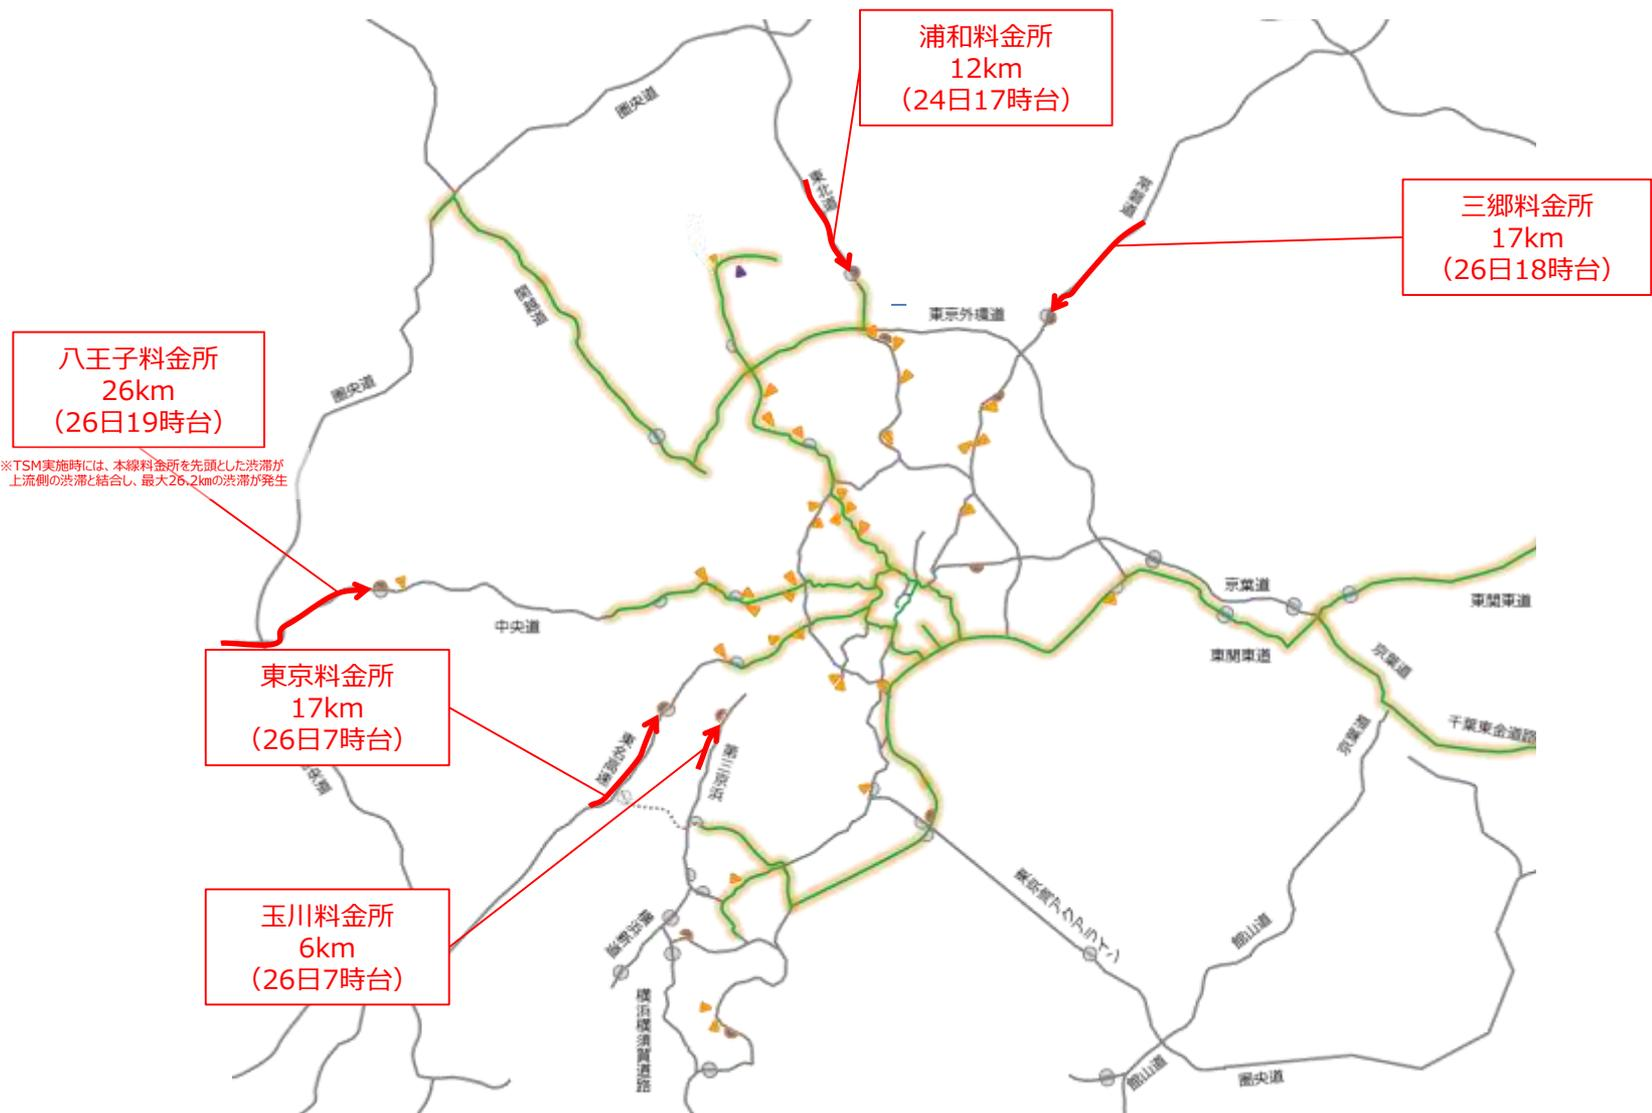 浦和料金所
12km
（24日17時台）
圏央道
東北道
常磐道
三郷料金所
17km
（26日18時台）
関越道
東京外環道
八王子料金所
26km
（26日19時台）
圏央道
※TSM実施時には、本線料金所を先頭とした渋滞が
上流側の渋滞と結合し、最大26.2kmの渋滞が発生
中央道
京葉道
東関東道
東関東道
京葉道
東京料金所
17km
（26日7時台）
東名高速
第三京浜
京葉道
千葉東金道路
玉川料金所
6km
（26日7時台）
横浜新道
東京湾アクアライン
館山道
横浜横須賀道路
館山道
圏央道